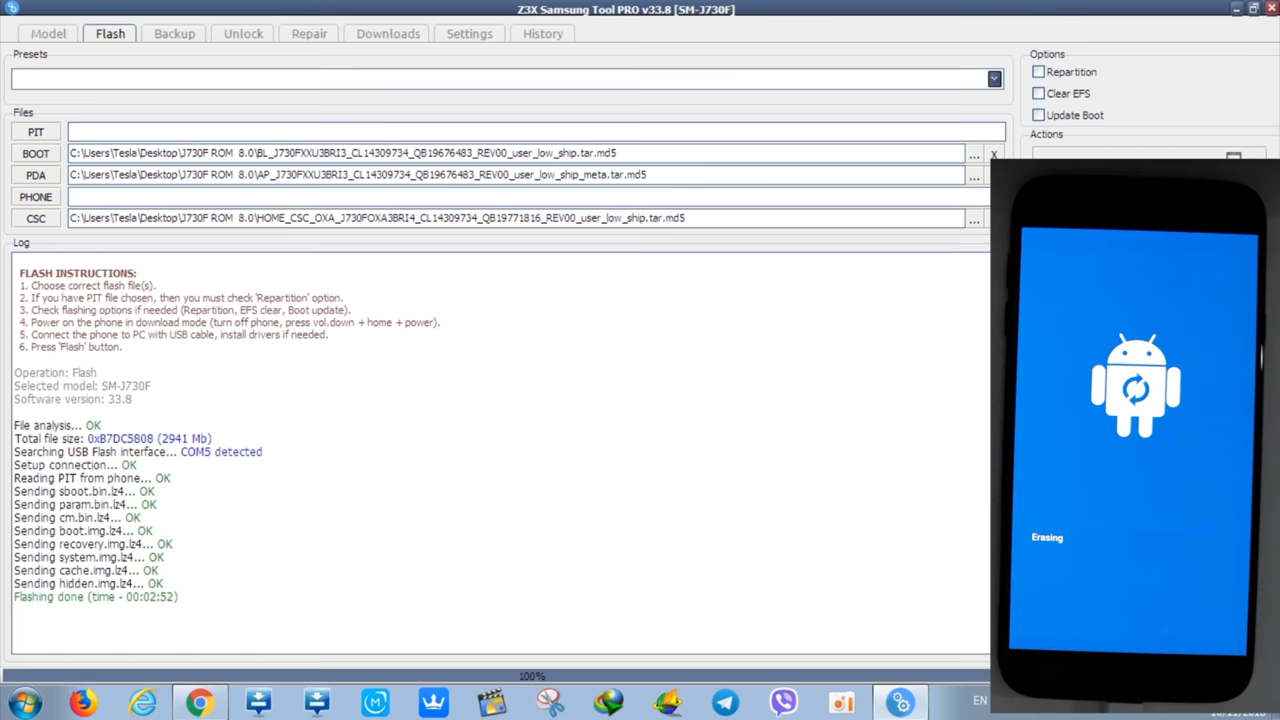 Z3X Samsung Tool PRO v33.8 [SM-J730F]
Model Flash Backup Unlock Repair Downloads Settings History
Presets
Options
Repartition
Clear EFS
Update Boot
Actions
Files
PIT
BOOT C:\Users\Tesla\Desktop\J730F ROM 8.0\BL_J730FXXU3BRI3_CL14309734_QB19676483_REV00_user_low_ship.tar.md5 ... X
PDA C:\Users\Tesla\Desktop\J730F ROM 8.0\AP_J730FXXU3BRI3_CL14309734_QB19676483_REV00_user_low_ship_meta.tar.md5 ...
PHONE
CSC C:\Users\Tesla\Desktop\J730F ROM 8.0\HOME_CSC_OXA_J730FOXA3BRI4_CL14309734_QB19771816_REV00_user_low_ship.tar.md5 ...
Log
FLASH INSTRUCTIONS:
1. Choose correct flash file(s).
2. If you have PIT file chosen, then you must check 'Repartition' option.
3. Check flashing options if needed (Repartition, EFS clear, Boot update).
4. Power on the phone in download mode (turn off phone, press vol.down + home + power).
5. Connect the phone to PC with USB cable, install drivers if needed.
6. Press 'Flash' button.
Operation: Flash
Selected model: SM-J730F
Software version: 33.8
File analysis... OK
Total file size: 0xB7DC5808 (2941 Mb)
Searching USB Flash interface... COM5 detected
Setup connection... OK
Reading PIT from phone... OK
Sending sboot.bin.lz4... OK
Sending param.bin.lz4... OK
Sending cm.bin.lz4... OK
Sending boot.img.lz4... OK
Sending recovery.img.lz4... OK
Sending system.img.lz4... OK
Sending cache.img.lz4... OK
Sending hidden.img.lz4... OK
Flashing done (time - 00:02:52)
Erasing
100%
EN